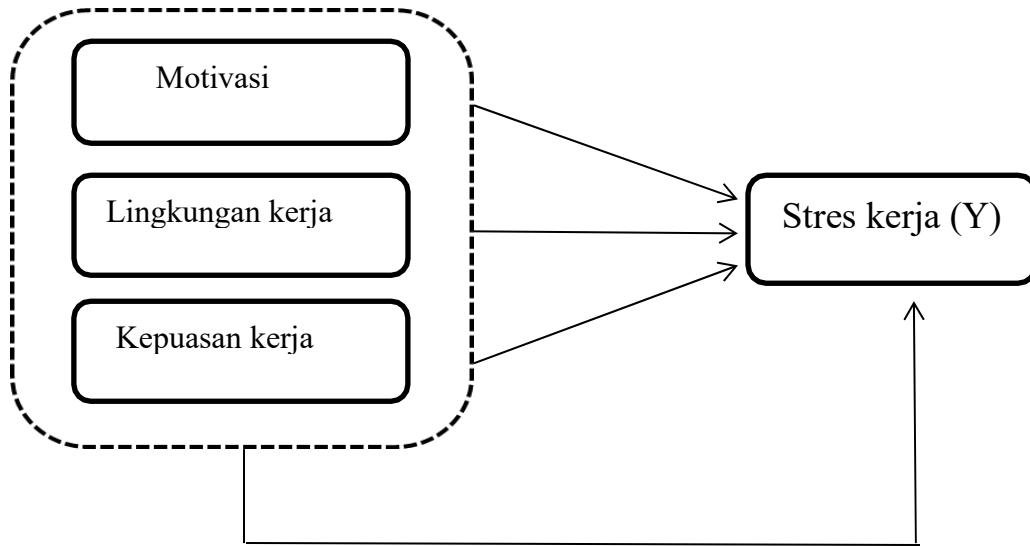 Motivasi
Lingkungan kerja
Stres kerja (Y)
Kepuasan kerja